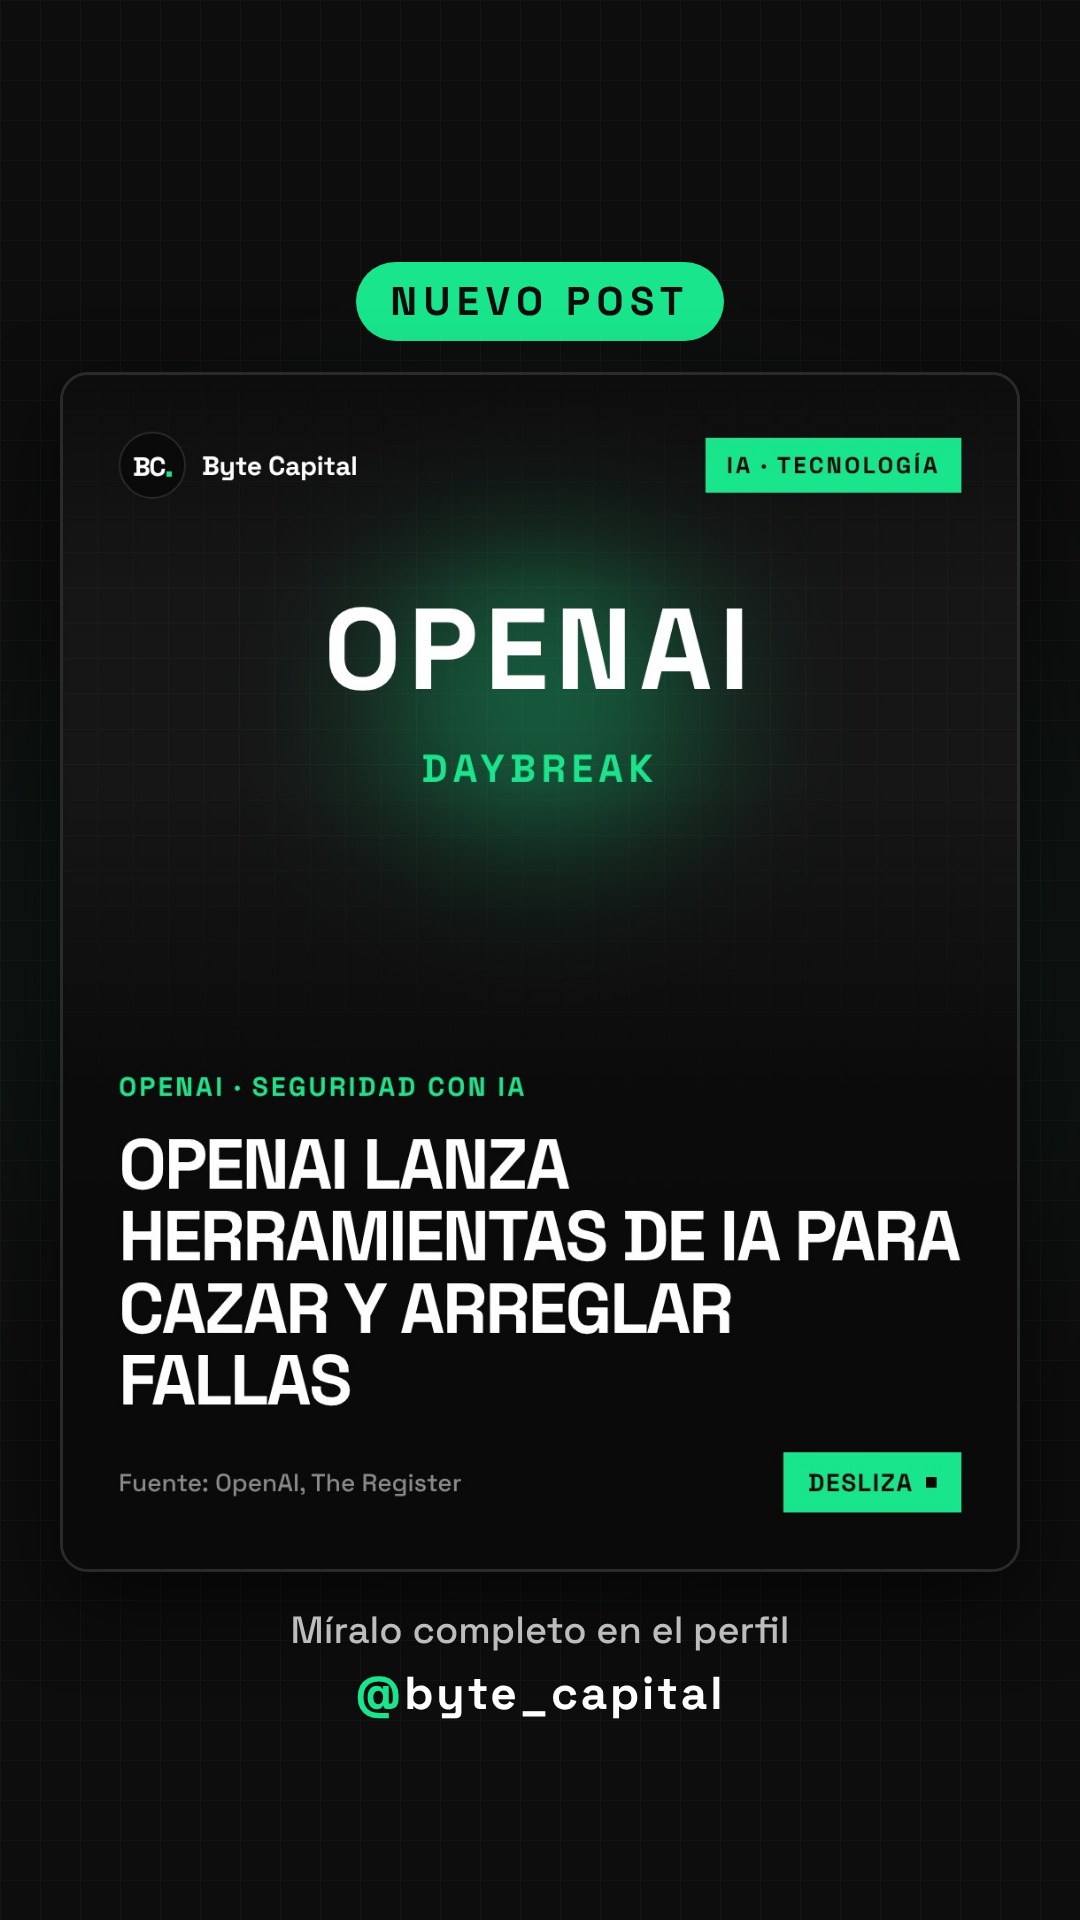 NUEVO POST
BC.
Byte Capital
IA · TECNOLOGÍA
OPENAI
DAYBREAK
OPENAI · SEGURIDAD CON IA
OPENAI LANZA
HERRAMIENTAS DE IA PARA
CAZAR Y ARREGLAR
FALLAS
Fuente: OpenAI, The Register
DESLIZA
Míralo completo en el perfil
@byte_capital